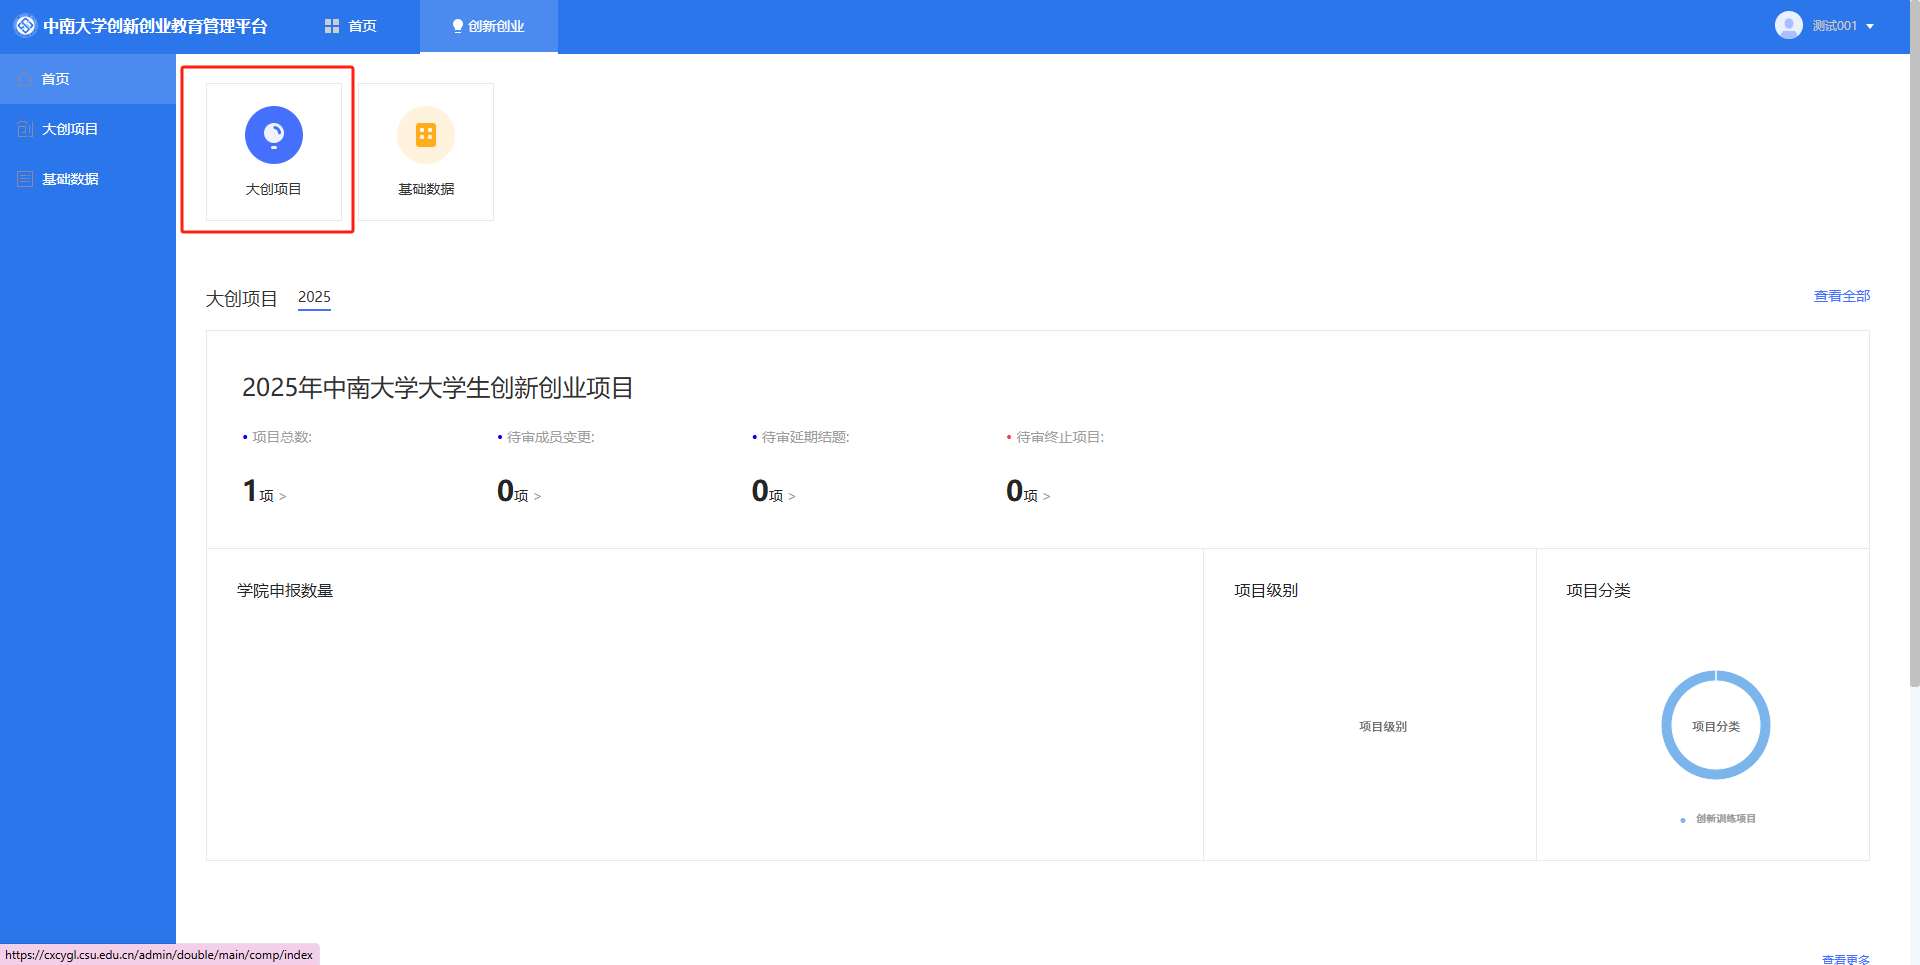 中南大学创新创业教育管理平台
首页
创新创业
测试001
首页
大创项目
基础数据
大创项目
基础数据
大创项目
2025
查看全部
2025年中南大学大学生创新创业项目
项目总数:
待审成员变更:
待审延期结题:
待审终止项目:
1项 >
0项 >
0项 >
0项 >
学院申报数量
项目级别
项目分类
项目级别
项目分类
创新训练项目
https://cxcygl.csu.edu.cn/admin/double/main/comp/index
查看更多